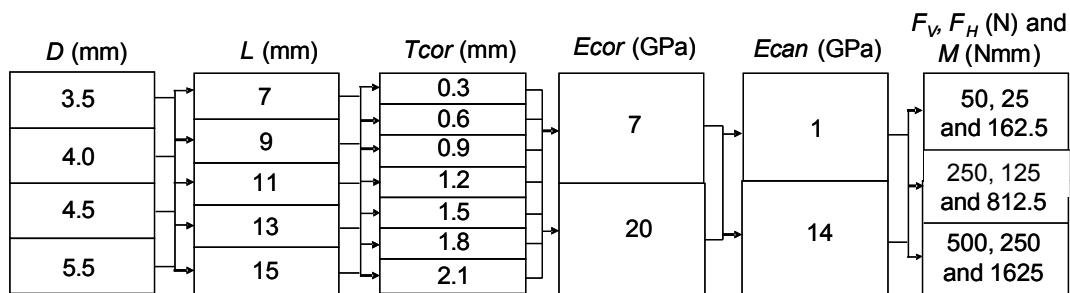 D (mm)
L (mm)
Tcor (mm)
Ecor (GPa)
Ecan (GPa)
F_V, F_H (N) and
M (Nmm)
3.5
4.0
4.5
5.5
7
9
11
13
15
0.3
0.6
0.9
1.2
1.5
1.8
2.1
7
20
1
14
50, 25
and 162.5
250, 125
and 812.5
500, 250
and 1625